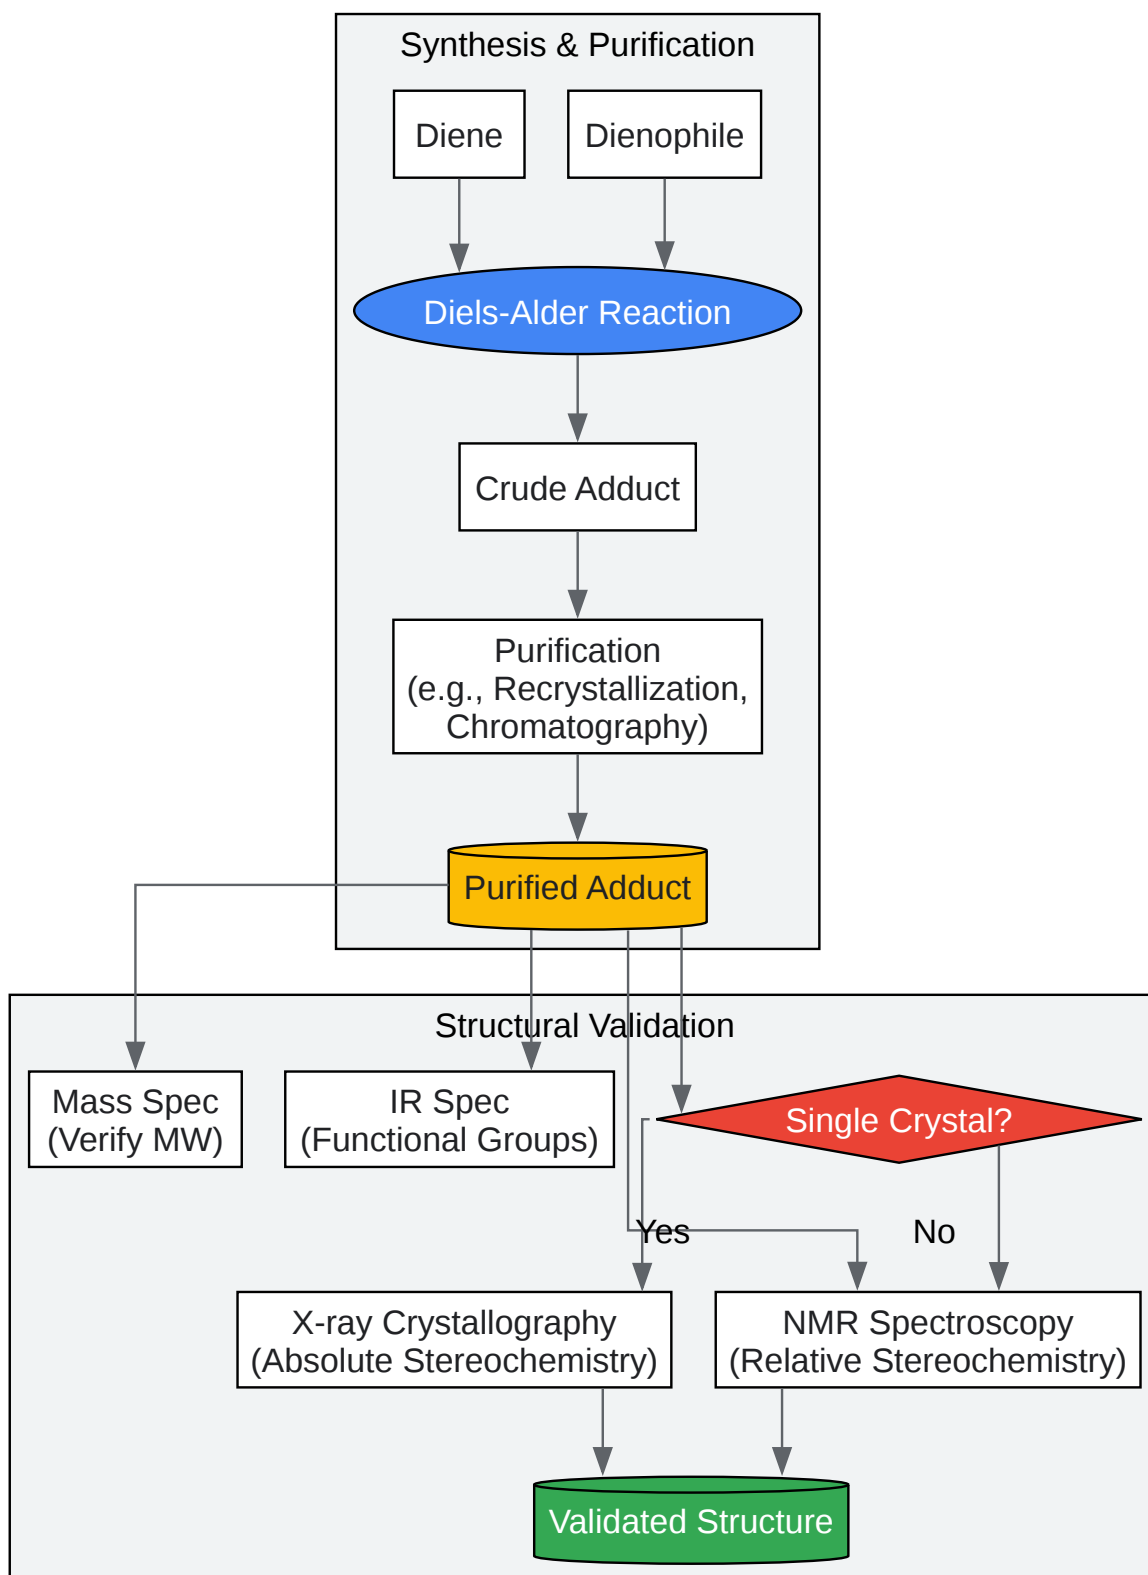 Synthesis & Purification
Diene
Dienophile
Diels-Alder Reaction
Crude Adduct
Purification
(e.g., Recrystallization,
Chromatography)
Purified Adduct
Structural Validation
Mass Spec
(Verify MW)
IR Spec
(Functional Groups)
Single Crystal?
Yes
No
X-ray Crystallography
(Absolute Stereochemistry)
NMR Spectroscopy
(Relative Stereochemistry)
Validated Structure